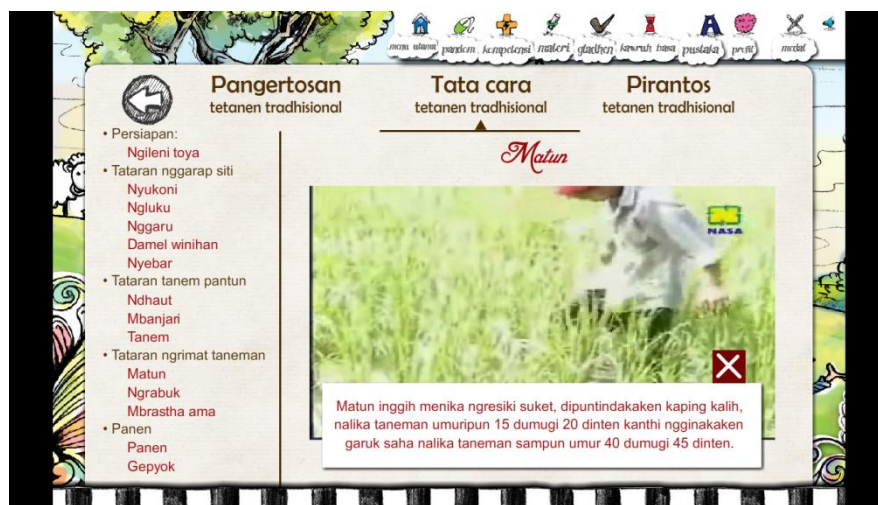 menu utama pandom kompetensi materi gladhen kawruh basa pustaka profil medal
Pangertosan
tetanen tradhisional
Tata cara
tetanen tradhisional
Pirantos
tetanen tradhisional
• Persiapan:
Ngileni toya
• Tataran nggarap siti
Nyukoni
Ngluku
Nggaru
Damel winihan
Nyebar
• Tataran tanem pantun
Ndhaut
Mbanjari
Tanem
• Tataran ngrimat taneman
Matun
Ngrabuk
Mbrastha ama
• Panen
Panen
Gepyok
Matun
NASA
Matun inggih menika ngresiki suket, dipuntindakaken kaping kalih,
nalika taneman umuripun 15 dumugi 20 dinten kanthi ngginakaken
garuk saha nalika taneman sampun umur 40 dumugi 45 dinten.